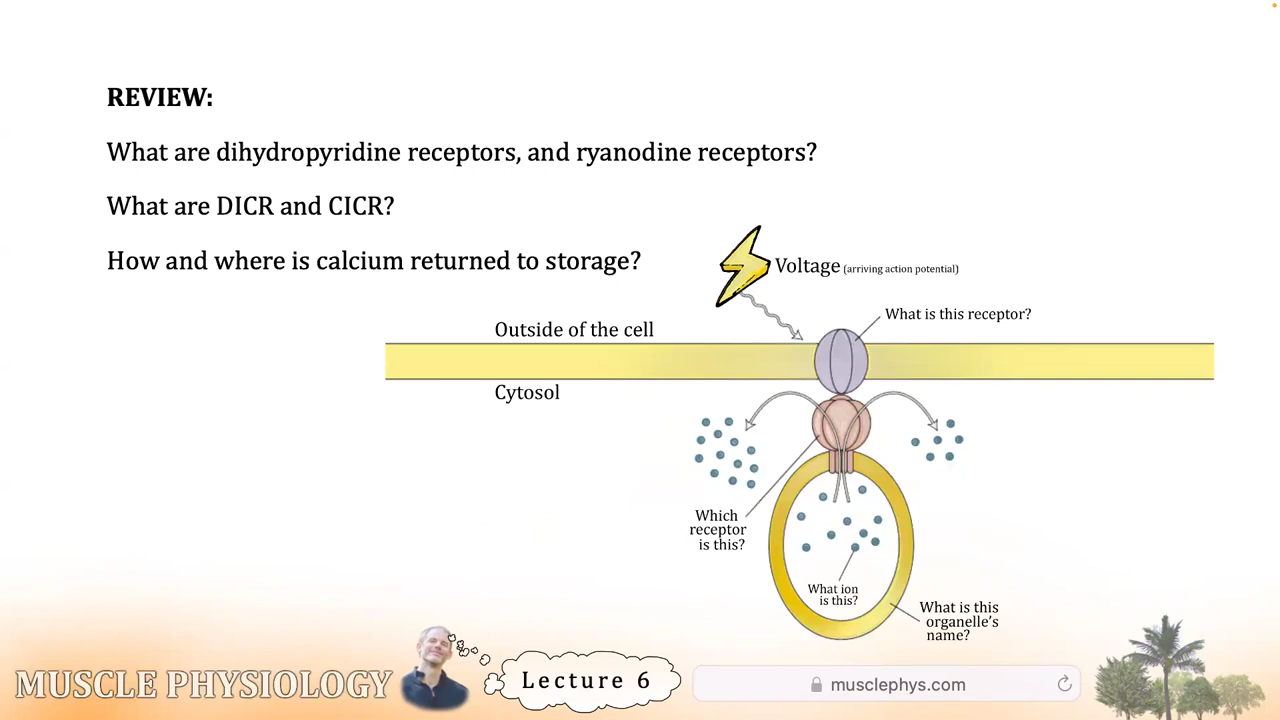 REVIEW:
What are dihydropyridine receptors, and ryanodine receptors?
What are DICR and CICR?
How and where is calcium returned to storage?
Voltage (arriving action potential)
What is this receptor?
Outside of the cell
Cytosol
Which
receptor
is this?
What ion
is this?
What is this
organelle's
name?
MUSCLE PHYSIOLOGY
Lecture 6
musclephys.com